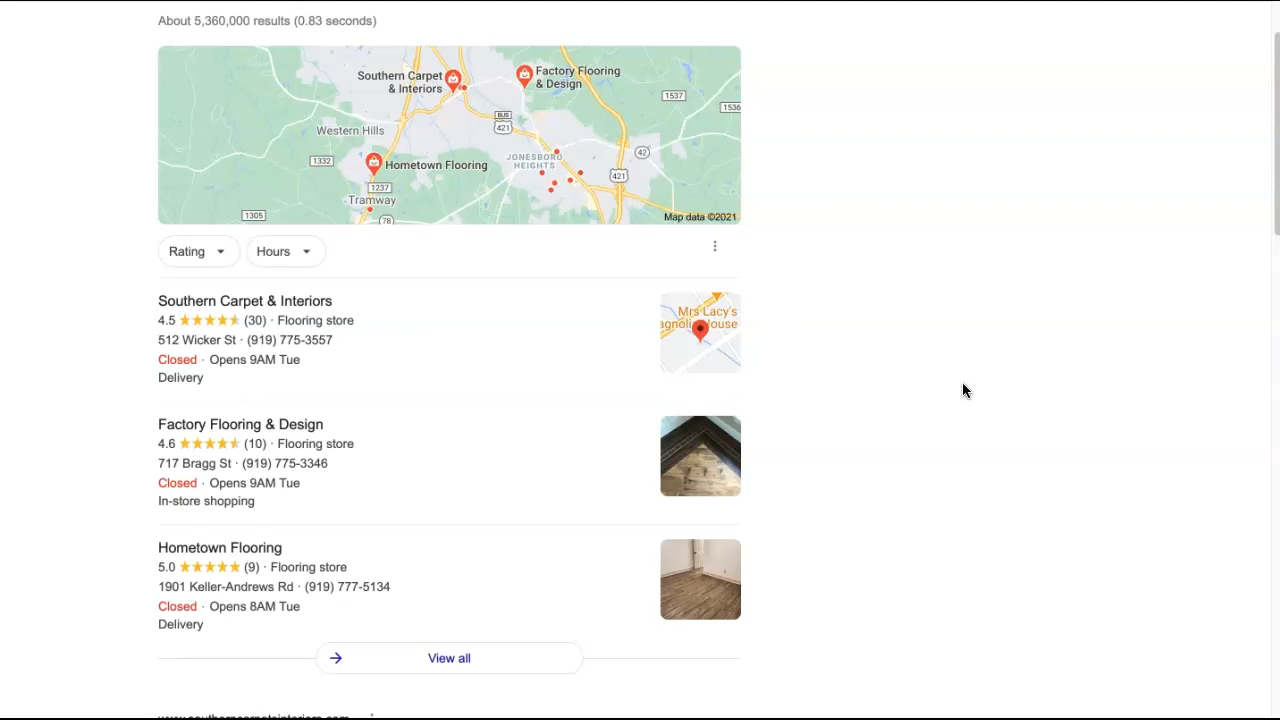 About 5,360,000 results (0.83 seconds)
Southern Carpet
& Interiors
Factory Flooring
& Design
1537
1536
BUS
421
Western Hills
1332
JONESBORO
HEIGHTS
42
Hometown Flooring
421
1237
Tramway
1305
78
Map data ©2021
Rating
Hours
Southern Carpet & Interiors
4.5 (30) · Flooring store
512 Wicker St · (919) 775-3557
Closed · Opens 9AM Tue
Delivery
Mrs Lacy's
agnolia House
Factory Flooring & Design
4.6 (10) · Flooring store
717 Bragg St · (919) 775-3346
Closed · Opens 9AM Tue
In-store shopping
Hometown Flooring
5.0 (9) · Flooring store
1901 Keller-Andrews Rd · (919) 777-5134
Closed · Opens 8AM Tue
Delivery
View all